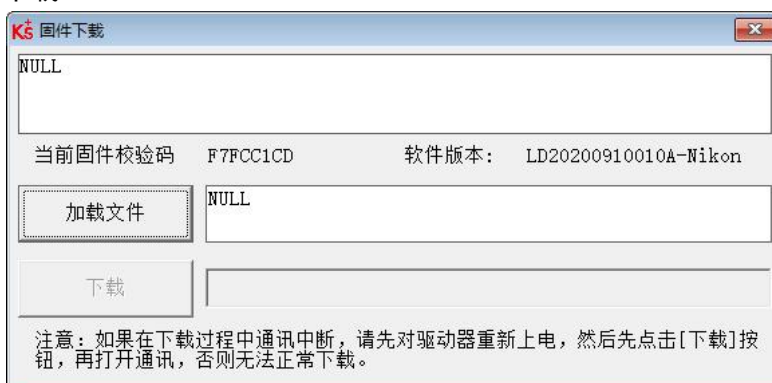 K+S 固件下载
NULL
当前固件校验码 F7FCC1CD 软件版本: LD20200910010A-Nikon
加载文件 NULL
下载
注意：如果在下载过程中通讯中断，请先对驱动器重新上电，然后先点击[下载]按
钮，再打开通讯，否则无法正常下载。